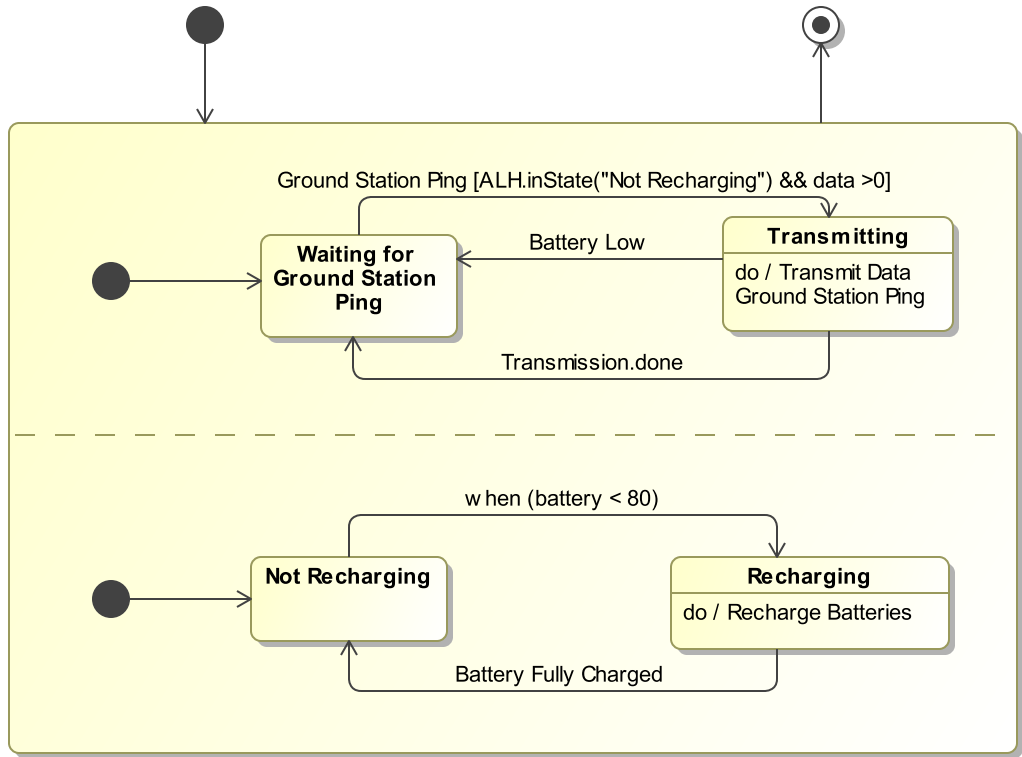 Ground Station Ping [ALH.inState("Not Recharging") && data >0]
Waiting for
Ground Station
Ping
Battery Low
Transmitting
do / Transmit Data
Ground Station Ping
Transmission.done
when (battery < 80)
Not Recharging
Recharging
do / Recharge Batteries
Battery Fully Charged